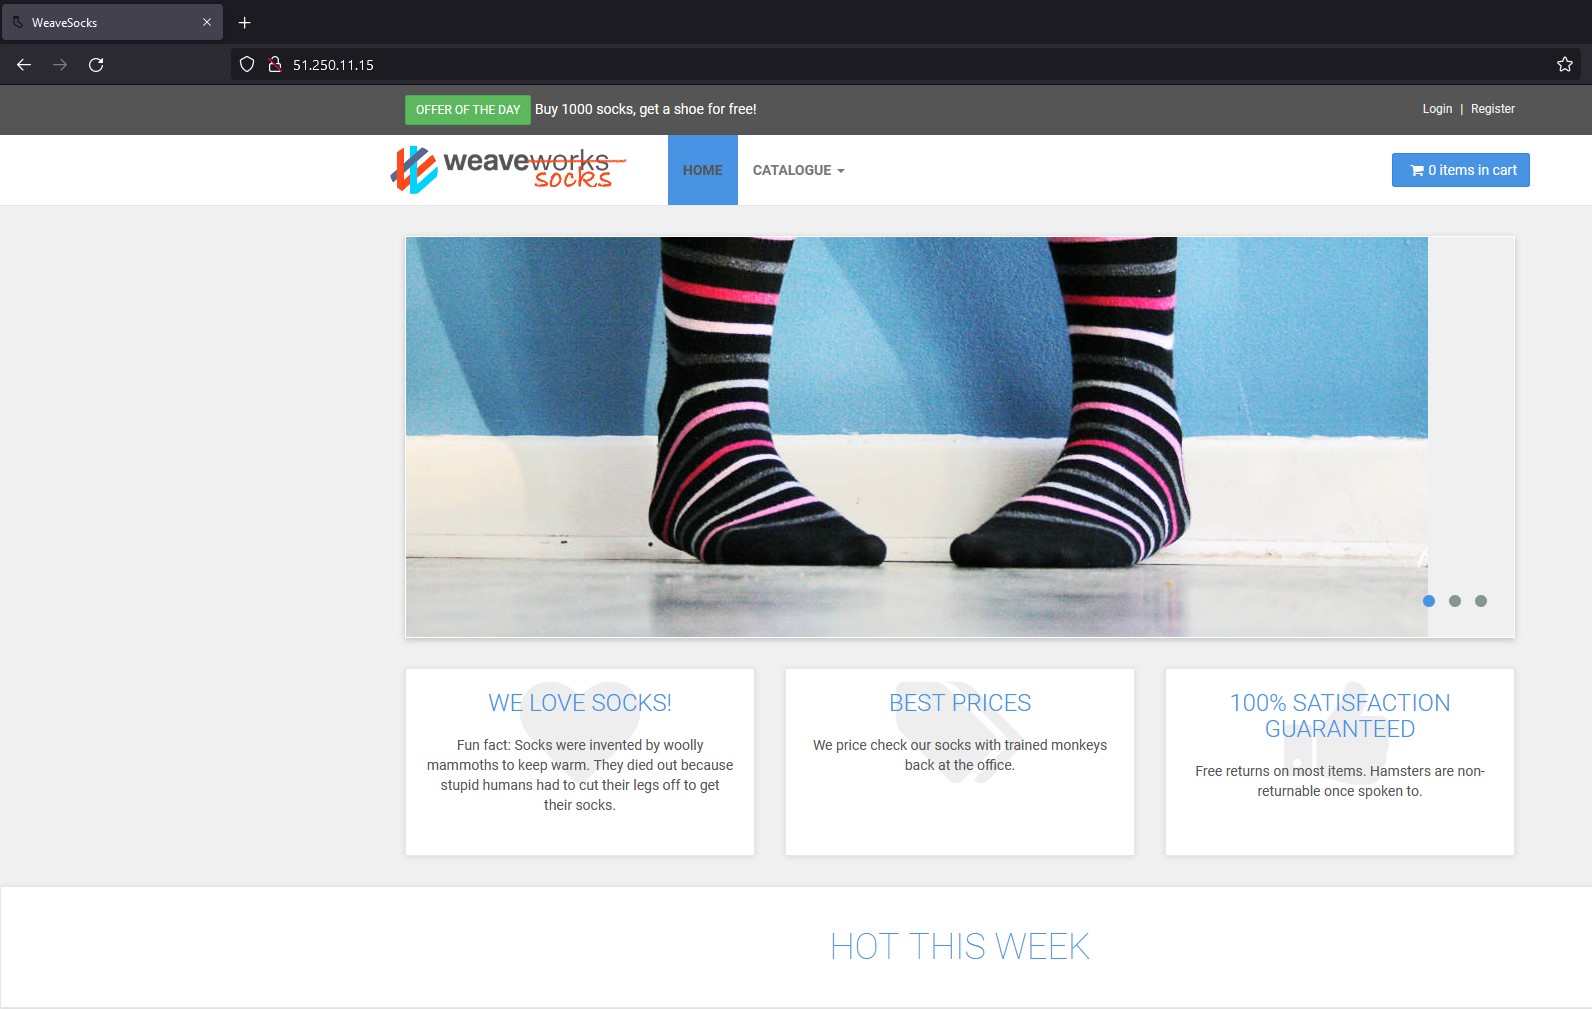 WeaveSocks
51.250.11.15
OFFER OF THE DAY Buy 1000 socks, get a shoe for free!
Login | Register
weaveworks
socks
HOME
CATALOGUE
0 items in cart
WE LOVE SOCKS!
Fun fact: Socks were invented by woolly
mammoths to keep warm. They died out because
stupid humans had to cut their legs off to get
their socks.
BEST PRICES
We price check our socks with trained monkeys
back at the office.
100% SATISFACTION
GUARANTEED
Free returns on most items. Hamsters are non-
returnable once spoken to.
HOT THIS WEEK